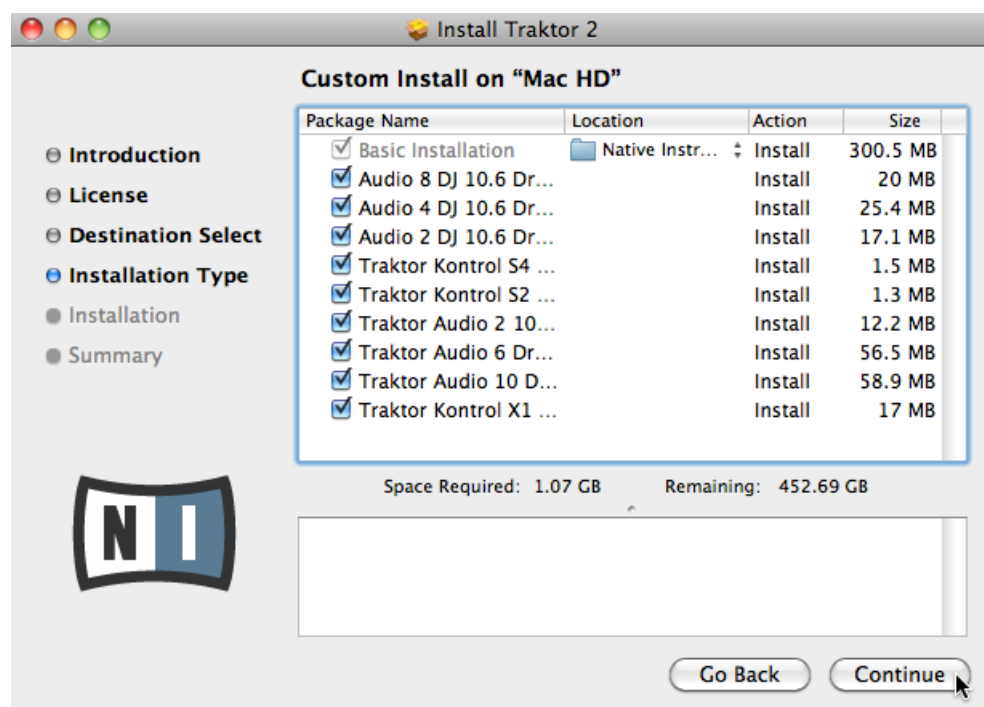 Install Traktor 2
Custom Install on “Mac HD”
Introduction
License
Destination Select
Installation Type
Installation
Summary
Package Name Location Action Size
Basic Installation Native Instr... Install 300.5 MB
Audio 8 DJ 10.6 Dr... Install 20 MB
Audio 4 DJ 10.6 Dr... Install 25.4 MB
Audio 2 DJ 10.6 Dr... Install 17.1 MB
Traktor Kontrol S4 ... Install 1.5 MB
Traktor Kontrol S2 ... Install 1.3 MB
Traktor Audio 2 10... Install 12.2 MB
Traktor Audio 6 Dr... Install 56.5 MB
Traktor Audio 10 D... Install 58.9 MB
Traktor Kontrol X1 ... Install 17 MB
Space Required: 1.07 GB Remaining: 452.69 GB
NI
Go Back Continue